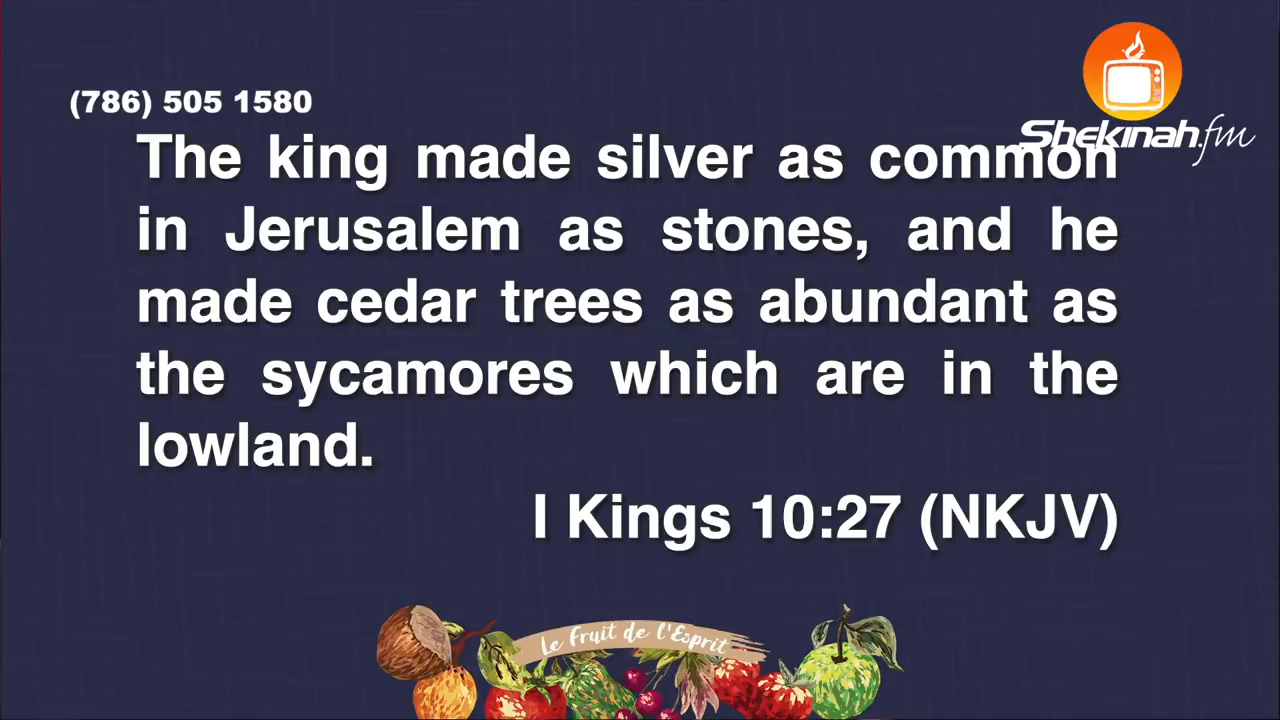 (786) 505 1580
Shekinah.fm
The king made silver as common
in Jerusalem as stones, and he
made cedar trees as abundant as
the sycamores which are in the
lowland.
I Kings 10:27 (NKJV)
Le Fruit de l'Esprit